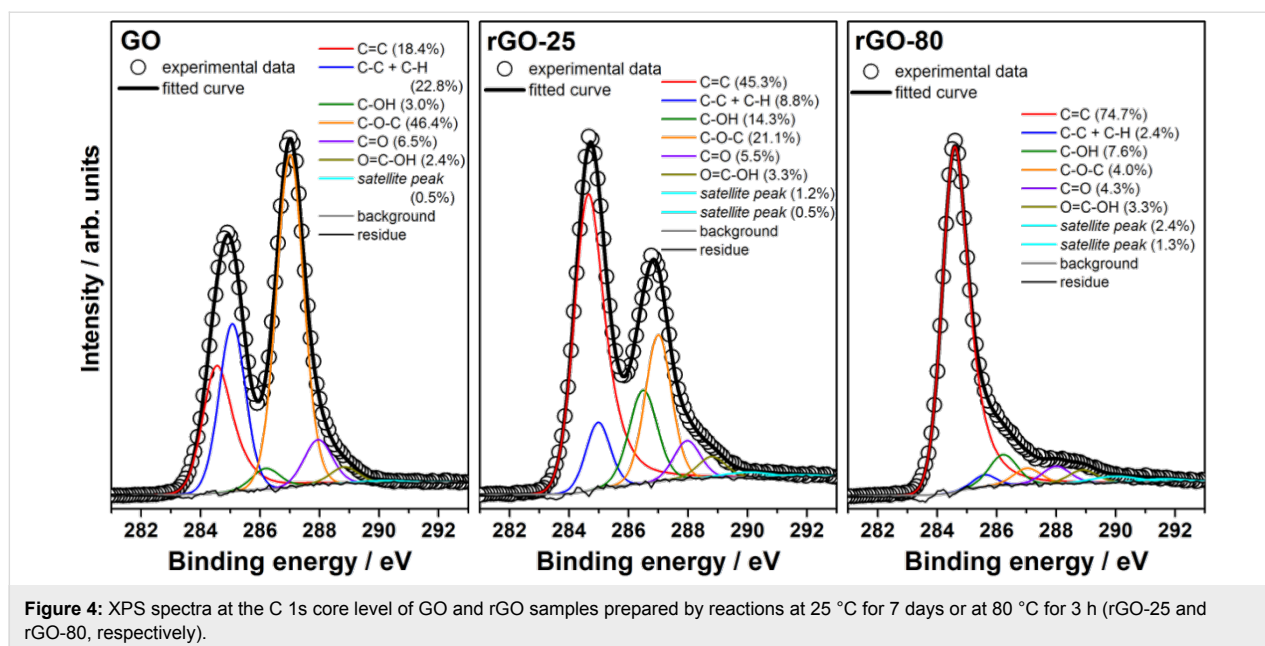 GO
C=C (18.4%)
experimental data
C-C + C-H
(22.8%)
fitted curve
C-OH (3.0%)
C-O-C (46.4%)
C=O (6.5%)
O=C-OH (2.4%)
satellite peak
(0.5%)
background
residue
282 284 286 288 290 292
Binding energy / eV
Intensity / arb. units
rGO-25
experimental data
C=C (45.3%)
fitted curve
C-C + C-H (8.8%)
C-OH (14.3%)
C-O-C (21.1%)
C=O (5.5%)
O=C-OH (3.3%)
satellite peak (1.2%)
satellite peak (0.5%)
background
residue
282 284 286 288 290 292
Binding energy / eV
rGO-80
experimental data
fitted curve
C=C (74.7%)
C-C + C-H (2.4%)
C-OH (7.6%)
C-O-C (4.0%)
C=O (4.3%)
O=C-OH (3.3%)
satellite peak (2.4%)
satellite peak (1.3%)
background
residue
282 284 286 288 290 292
Binding energy / eV
Figure 4: XPS spectra at the C 1s core level of GO and rGO samples prepared by reactions at 25 °C for 7 days or at 80 °C for 3 h (rGO-25 and
rGO-80, respectively).